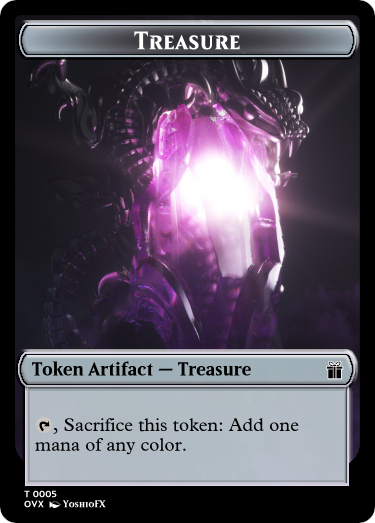 TREASURE
Token Artifact — Treasure
, Sacrifice this token: Add one
mana of any color.
T 0005
OVX YOSHIOFX